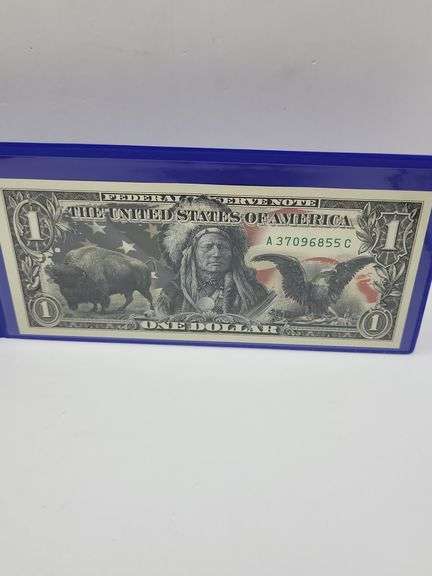 FEDERAL RESERVE NOTE
THE UNITED STATES OF AMERICA
1
1
A 37096855 C
1
1
ONE DOLLAR